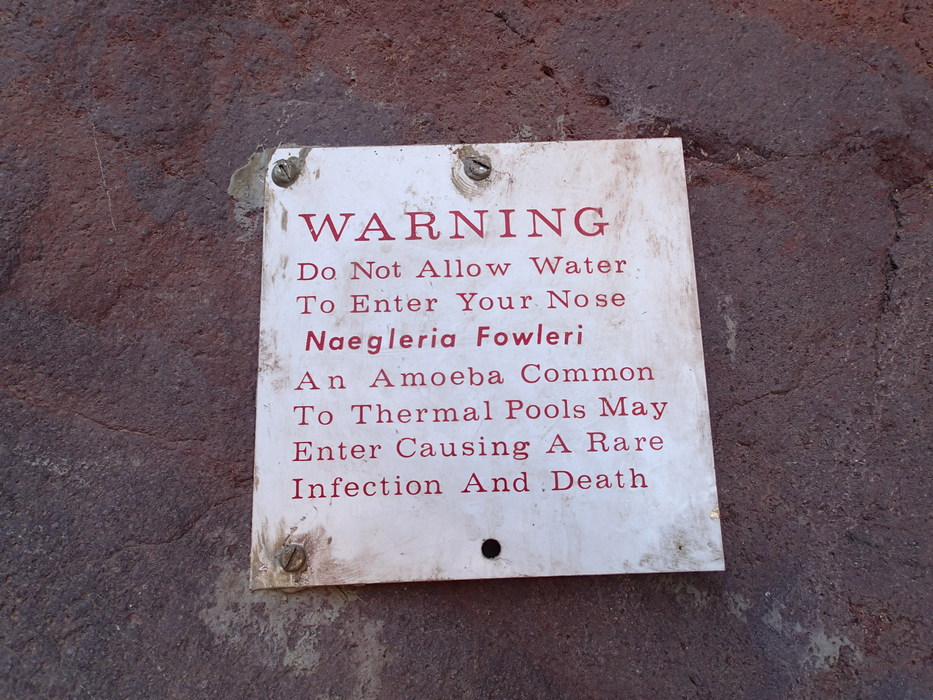 WARNING
Do Not Allow Water
To Enter Your Nose
Naegleria Fowleri
An Amoeba Common
To Thermal Pools May
Enter Causing A Rare
Infection And Death